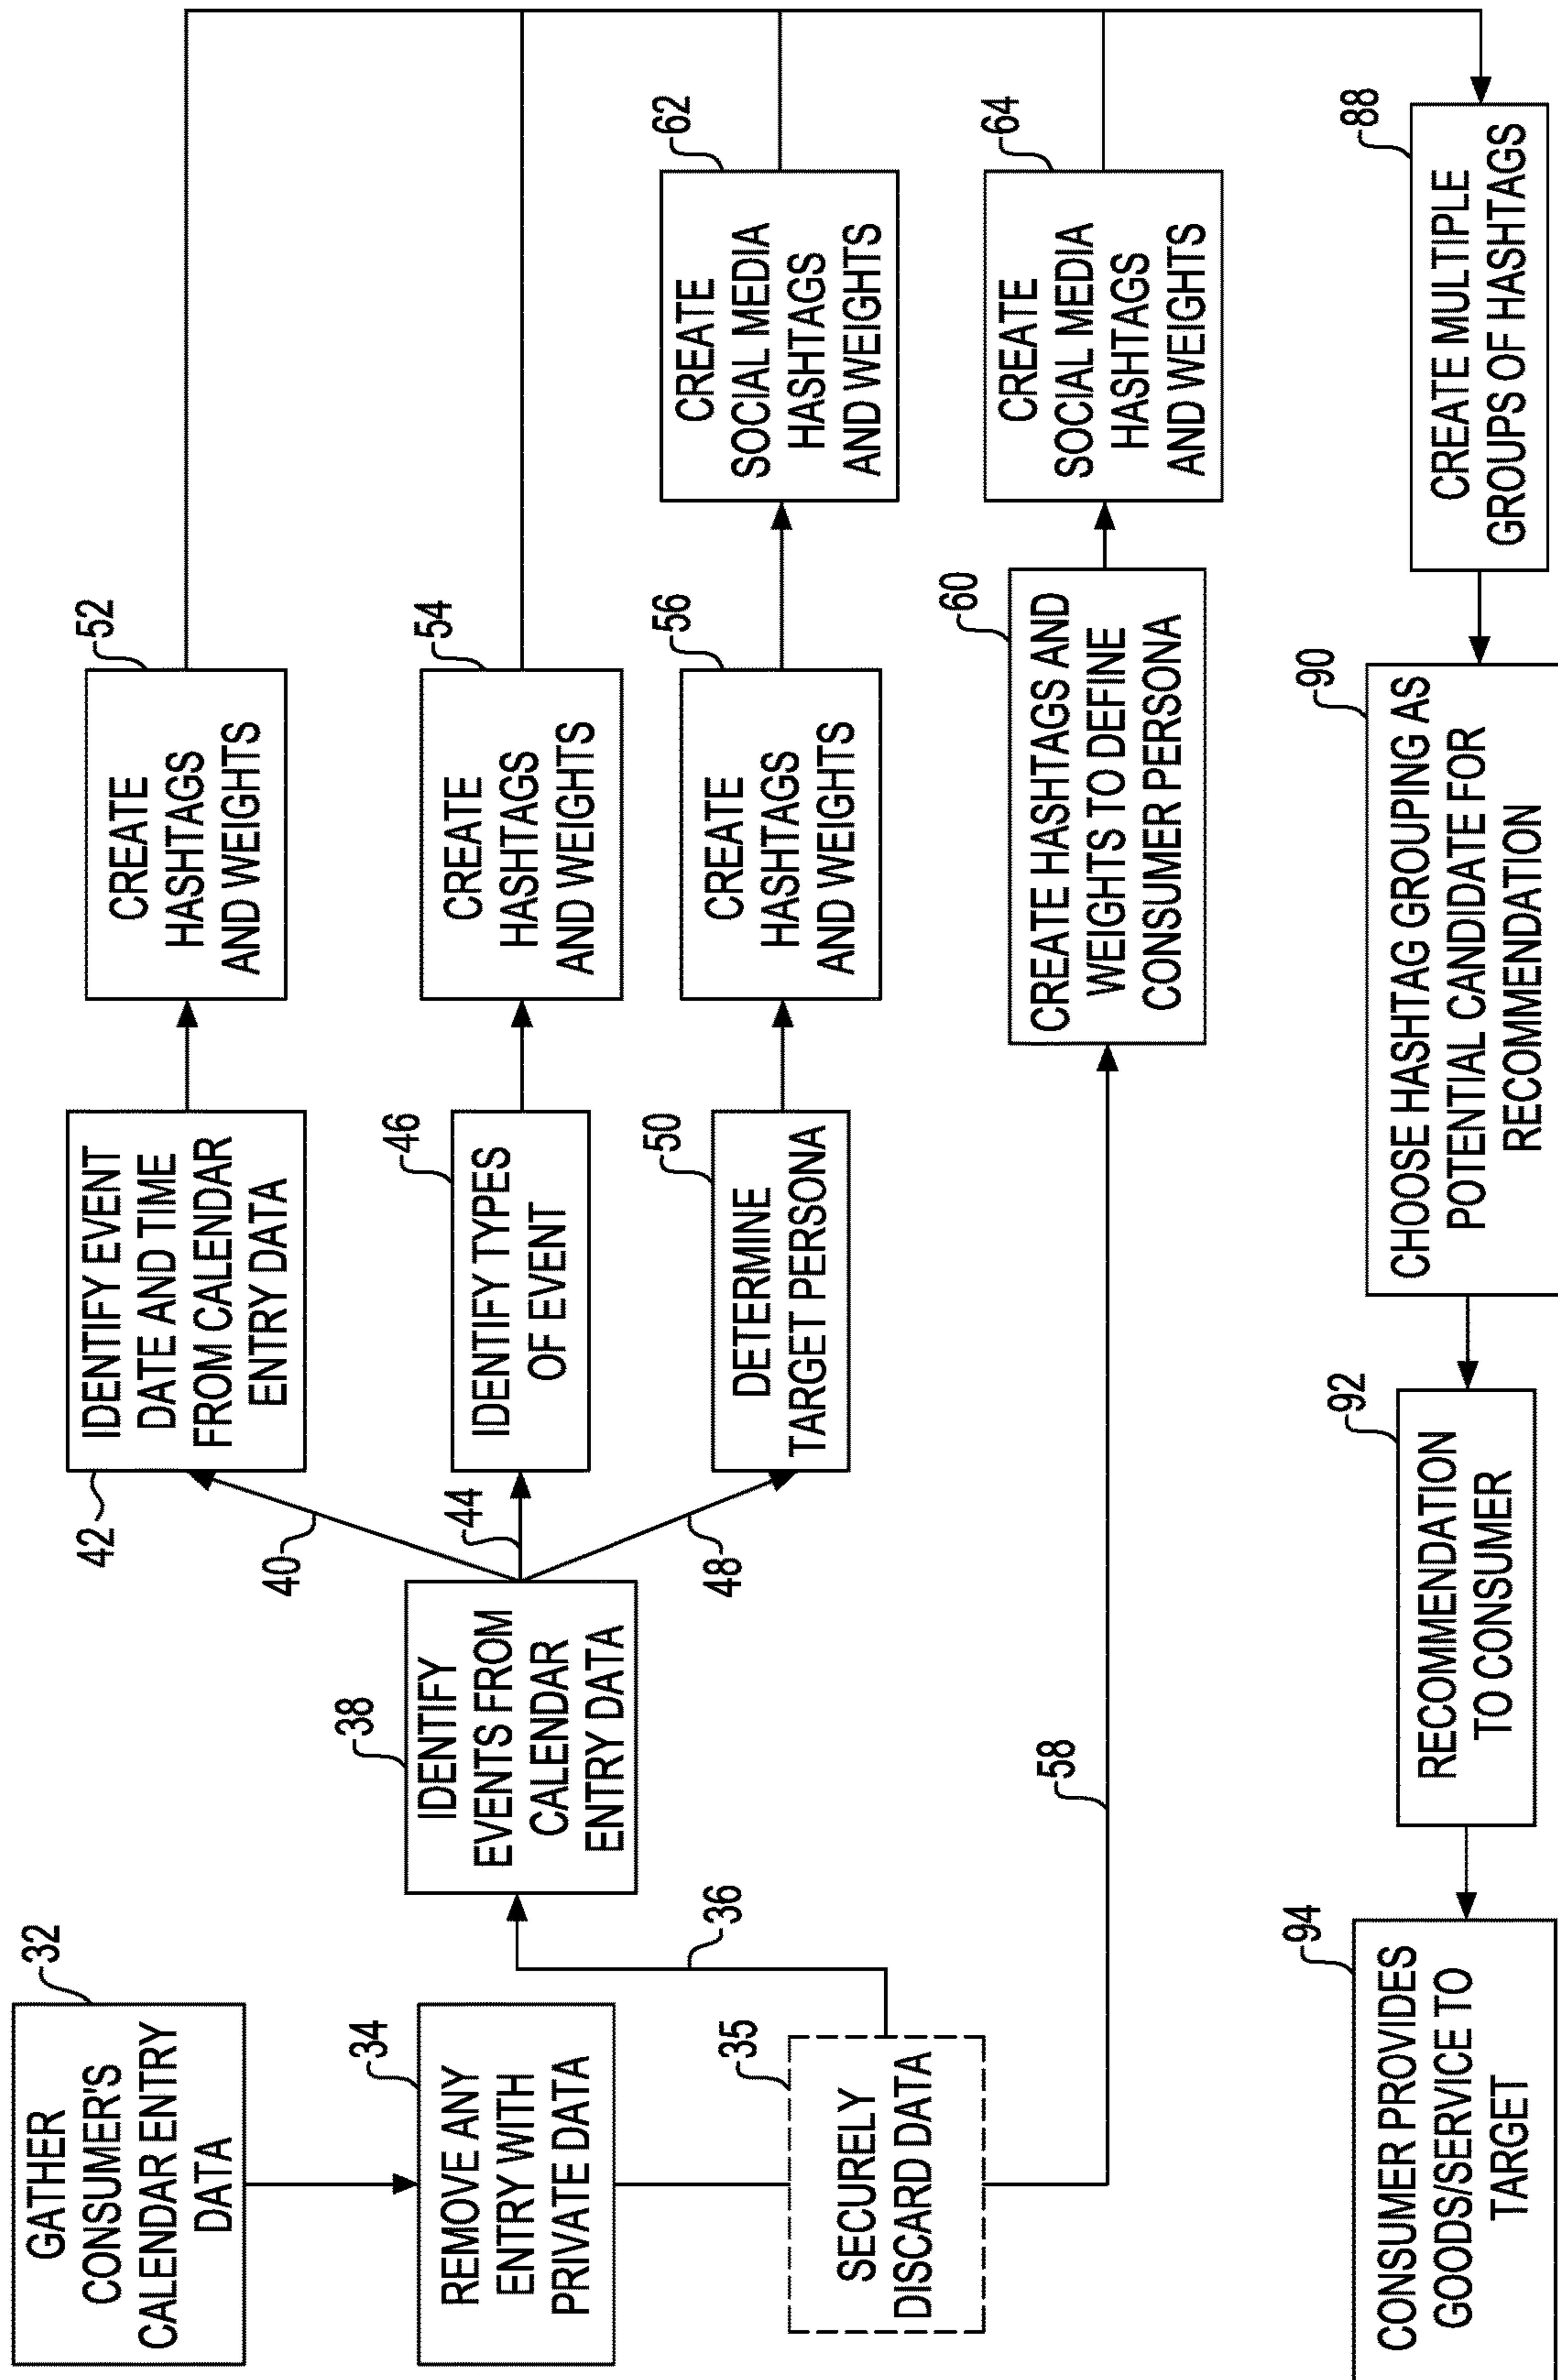 GATHER
CONSUMER'S
CALENDAR ENTRY
DATA
32
REMOVE ANY
ENTRY WITH
PRIVATE DATA
34
SECURELY
DISCARD DATA
35
36
IDENTIFY
EVENTS FROM
CALENDAR
ENTRY DATA
38
40
42
IDENTIFY EVENT
DATE AND TIME
FROM CALENDAR
ENTRY DATA
44
46
IDENTIFY TYPES
OF EVENT
48
50
DETERMINE
TARGET PERSONA
52
CREATE
HASHTAGS
AND WEIGHTS
54
CREATE
HASHTAGS
AND WEIGHTS
56
CREATE
HASHTAGS
AND WEIGHTS
58
60
CREATE HASHTAGS AND
WEIGHTS TO DEFINE
CONSUMER PERSONA
62
CREATE
SOCIAL MEDIA
HASHTAGS
AND WEIGHTS
64
CREATE
SOCIAL MEDIA
HASHTAGS
AND WEIGHTS
88
CREATE MULTIPLE
GROUPS OF HASHTAGS
90
CHOOSE HASHTAG GROUPING AS
POTENTIAL CANDIDATE FOR
RECOMMENDATION
92
RECOMMENDATION
TO CONSUMER
94
CONSUMER PROVIDES
GOODS/SERVICE TO
TARGET